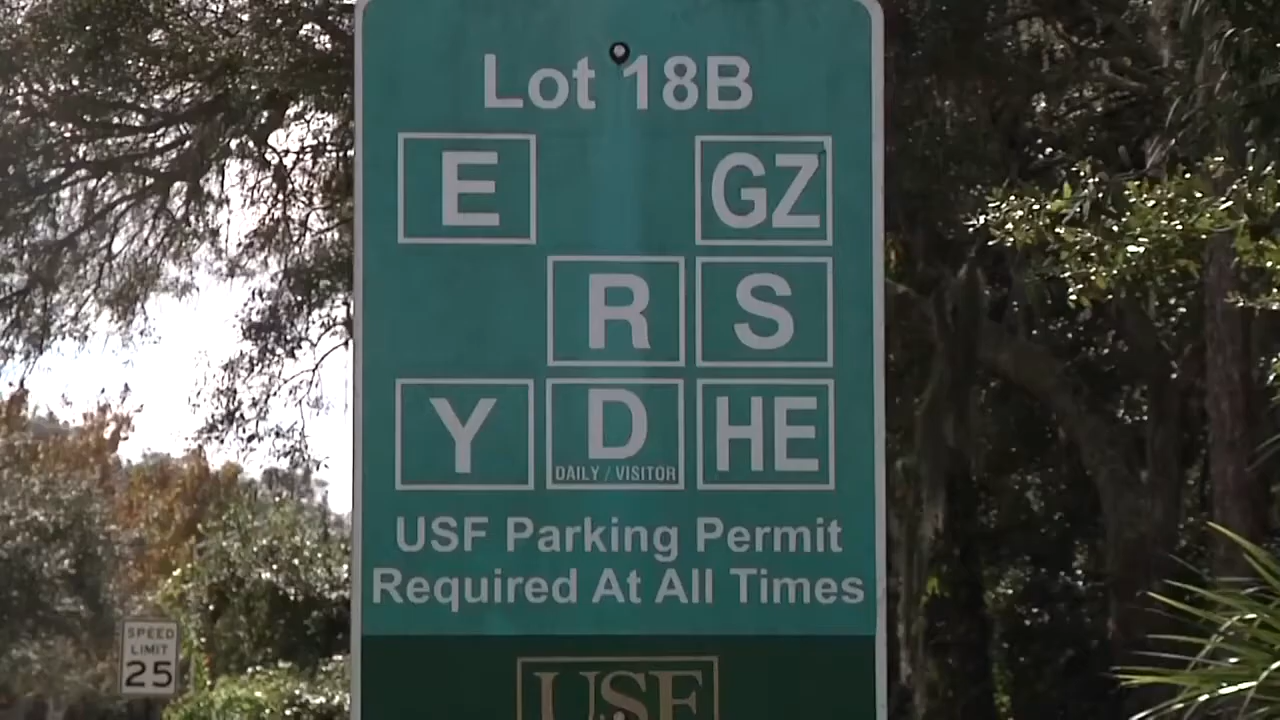 Lot 18B
E GZ
R S
Y D HE
DAILY / VISITOR
USF Parking Permit
Required At All Times
USF
SPEED
LIMIT
25